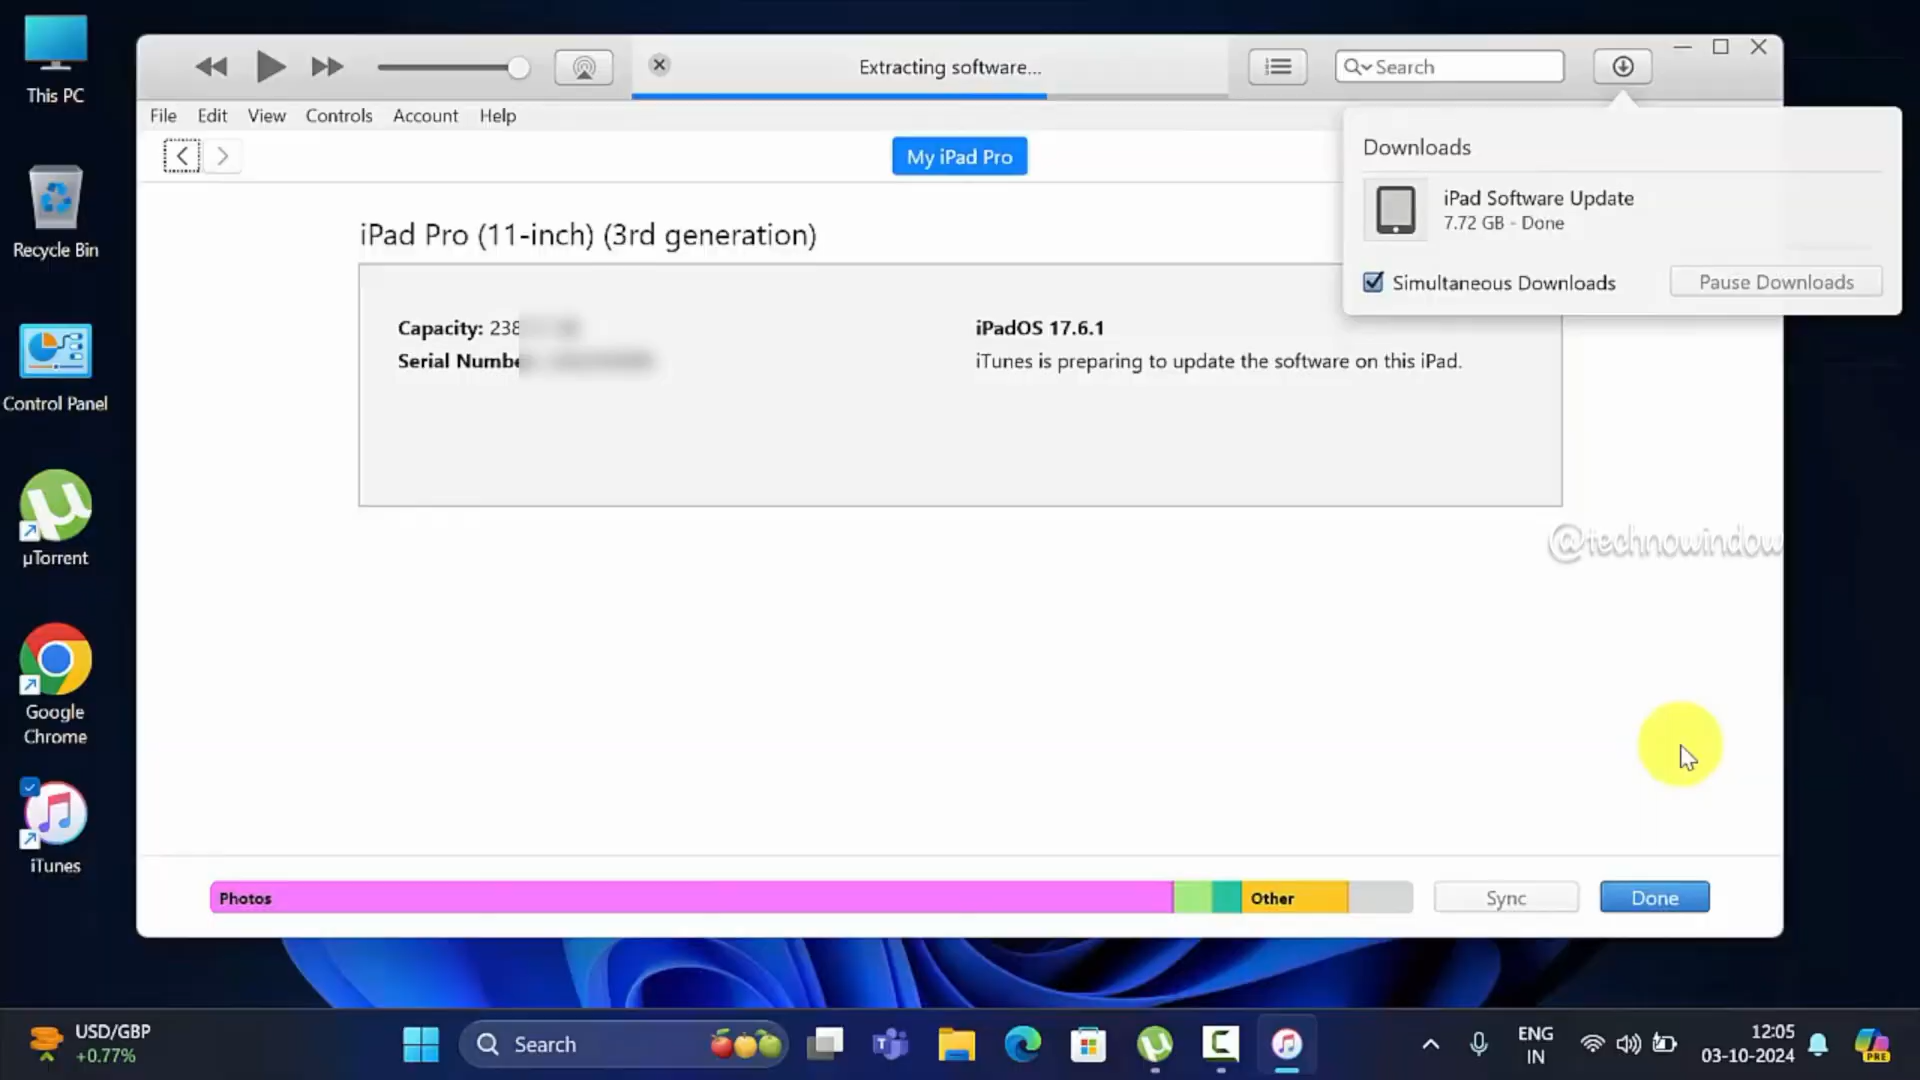 This PC
Recycle Bin
Control Panel
µTorrent
Google
Chrome
iTunes
Extracting software...
Search
File Edit View Controls Account Help
My iPad Pro
Downloads
iPad Software Update
7.72 GB - Done
Simultaneous Downloads
Pause Downloads
iPad Pro (11-inch) (3rd generation)
Capacity: 238
Serial
iPadOS 17.6.1
iTunes is preparing to update the software on this iPad.
@technowindow
Photos
Other
Sync
Done
USD/GBP
+0.77%
Search
ENG
IN
12:05
03-10-2024
PRE